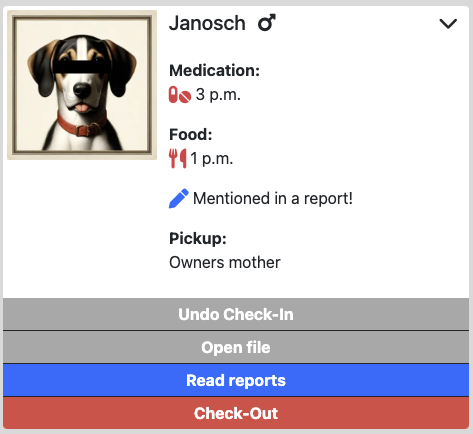 Janosch
Medication:
3 p.m.
Food:
1 p.m.
Mentioned in a report!
Pickup:
Owners mother
Undo Check-In
Open file
Read reports
Check-Out